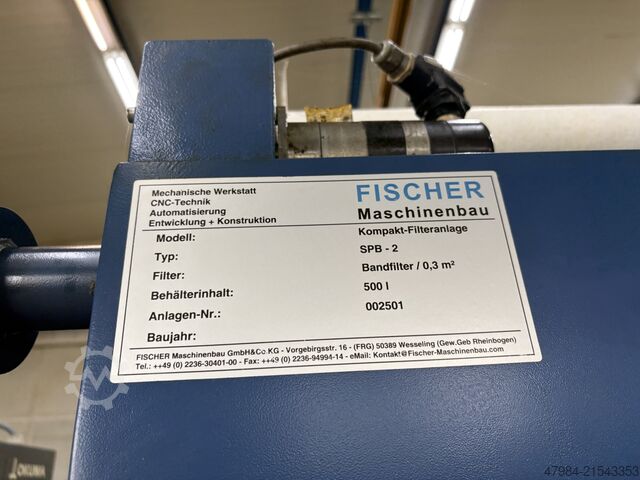 Mechanische Werkstatt
CNC-Technik
Automatisierung
Entwicklung + Konstruktion
FISCHER
Maschinenbau
Modell: Kompakt-Filteranlage
Typ: SPB - 2
Filter: Bandfilter / 0,3 m²
Behälterinhalt: 500 l
Anlagen-Nr.: 002501
Baujahr:
FISCHER Maschinenbau GmbH&Co KG - Vorgebirgsstr. 16 - (FRG) 50389 Wesseling (Gew.Geb Rheinbogen)
Tel.: ++49 (0) 2236-30401-00 - Fax: ++49 (0) 2236-94994-14 - eMail: Kontakt@Fischer-Maschinenbau.com
OKUMA
47984-21543353